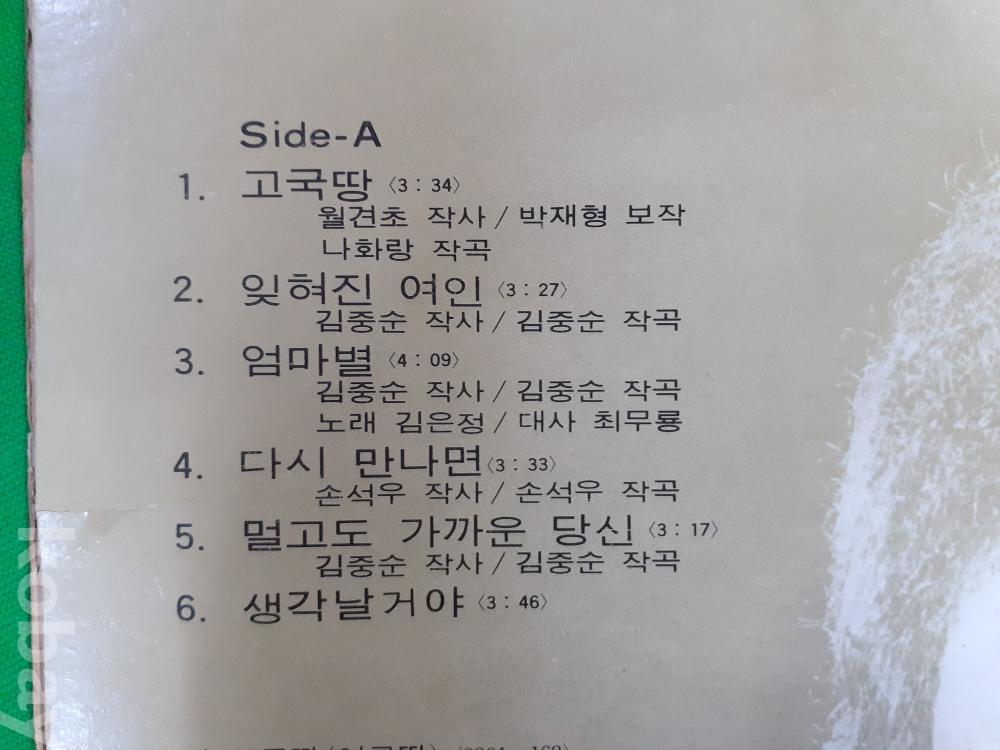 Side-A
1. 고국땅 〈3 : 34〉
월견초 작사 / 박재형 보작
나화랑 작곡
2. 잊혀진 여인 〈3 : 27〉
김중순 작사 / 김중순 작곡
3. 엄마별 〈4 : 09〉
김중순 작사 / 김중순 작곡
노래 김은정 / 대사 최무룡
4. 다시 만나면 〈3 : 33〉
손석우 작사 / 손석우 작곡
5. 멀고도 가까운 당신 〈3 : 17〉
김중순 작사 / 김중순 작곡
6. 생각날거야 〈3 : 46〉
kobay